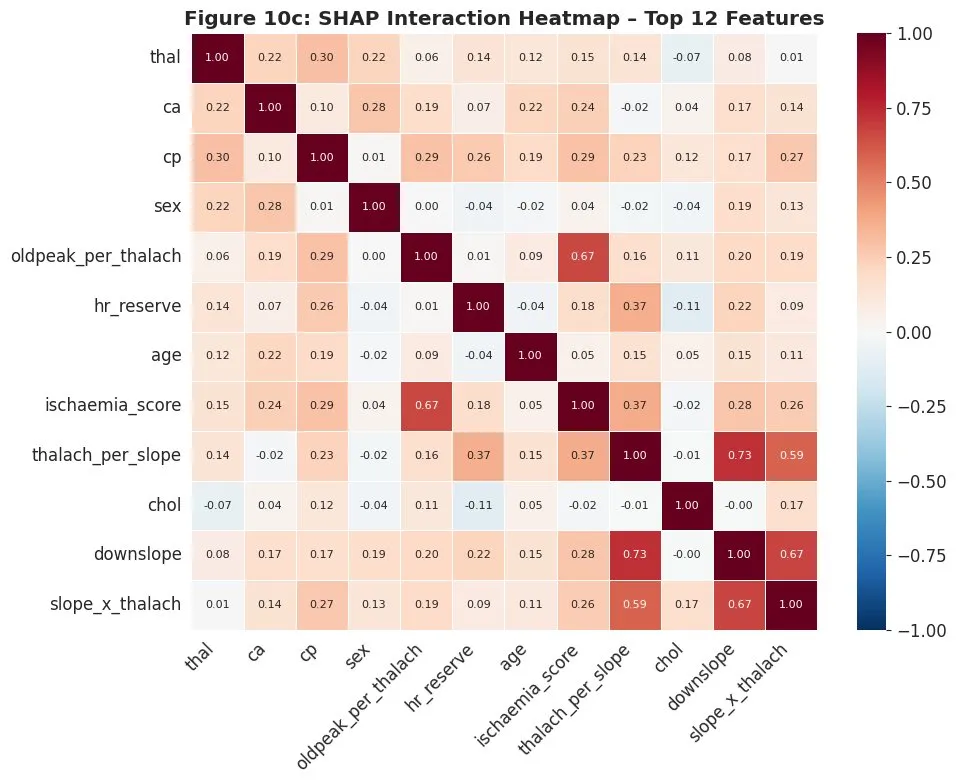 Figure 10c: SHAP Interaction Heatmap – Top 12 Features
thal 1.00 0.22 0.30 0.22 0.06 0.14 0.12 0.15 0.14 -0.07 0.08 0.01
ca 0.22 1.00 0.10 0.28 0.19 0.07 0.22 0.24 -0.02 0.04 0.17 0.14
cp 0.30 0.10 1.00 0.01 0.29 0.26 0.19 0.29 0.23 0.12 0.17 0.27
sex 0.22 0.28 0.01 1.00 0.00 -0.04 -0.02 0.04 -0.02 -0.04 0.19 0.13
oldpeak_per_thalach 0.06 0.19 0.29 0.00 1.00 0.01 0.09 0.67 0.16 0.11 0.20 0.19
hr_reserve 0.14 0.07 0.26 -0.04 0.01 1.00 -0.04 0.18 0.37 -0.11 0.22 0.09
age 0.12 0.22 0.19 -0.02 0.09 -0.04 1.00 0.05 0.15 0.05 0.15 0.11
ischaemia_score 0.15 0.24 0.29 0.04 0.67 0.18 0.05 1.00 0.37 -0.02 0.28 0.26
thalach_per_slope 0.14 -0.02 0.23 -0.02 0.16 0.37 0.15 0.37 1.00 -0.01 0.73 0.59
chol -0.07 0.04 0.12 -0.04 0.11 -0.11 0.05 -0.02 -0.01 1.00 -0.00 0.17
downslope 0.08 0.17 0.17 0.19 0.20 0.22 0.15 0.28 0.73 -0.00 1.00 0.67
slope_x_thalach 0.01 0.14 0.27 0.13 0.19 0.09 0.11 0.26 0.59 0.17 0.67 1.00
thal ca cp sex oldpeak_per_thalach hr_reserve age ischaemia_score thalach_per_slope chol downslope slope_x_thalach
1.00
0.75
0.50
0.25
0.00
−0.25
−0.50
−0.75
−1.00